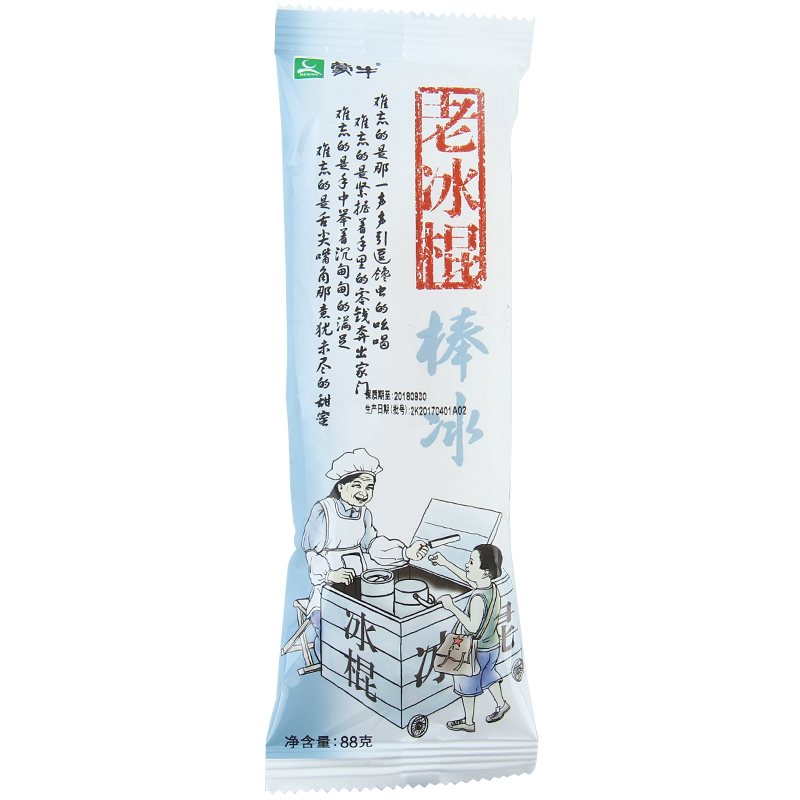 MENGNIU
蒙牛®
老冰棍
棒冰
难忘的是那一声声引逗馋虫的吆喝
难忘的是紧握着手里的零钱奔出家门
难忘的是手中举着沉甸甸的满足
难忘的是舌尖嘴角那意犹未尽的甜蜜
保质期至:20180930
生产日期(批号):2K20170401A02
冰棍
冰棍
净含量:88克